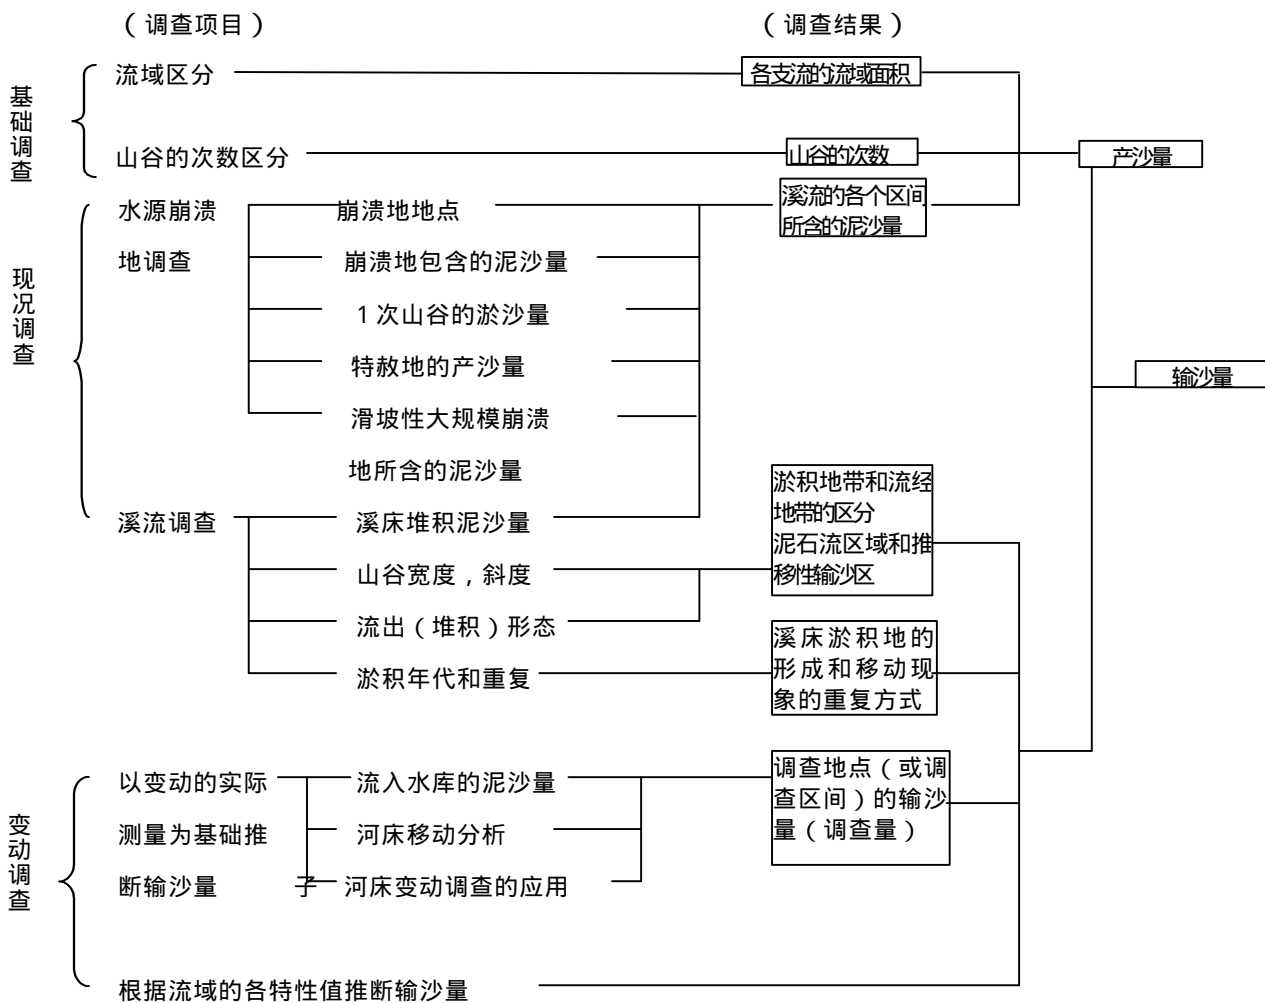 （调查项目）
（调查结果）
基础调查
流域区分
各支流的流域面积
山谷的次数区分
山谷的次数
产沙量
现况调查
水源崩溃
地调查
崩溃地地点
溪流的各个区间
所含的泥沙量
崩溃地包含的泥沙量
1 次山谷的淤沙量
特赦地的产沙量
滑坡性大规模崩溃
地所含的泥沙量
输沙量
溪流调查
溪床堆积泥沙量
山谷宽度，斜度
流出（堆积）形态
淤积年代和重复
淤积地带和流经
地带的区分
泥石流区域和推
移性输沙区
溪床淤积地的
形成和移动现
象的重复方式
变动调查
以变动的实际
测量为基础推
断输沙量
子
流入水库的泥沙量
河床移动分析
河床变动调查的应用
调查地点（或调
查区间）的输沙
量（调查量）
根据流域的各特性值推断输沙量